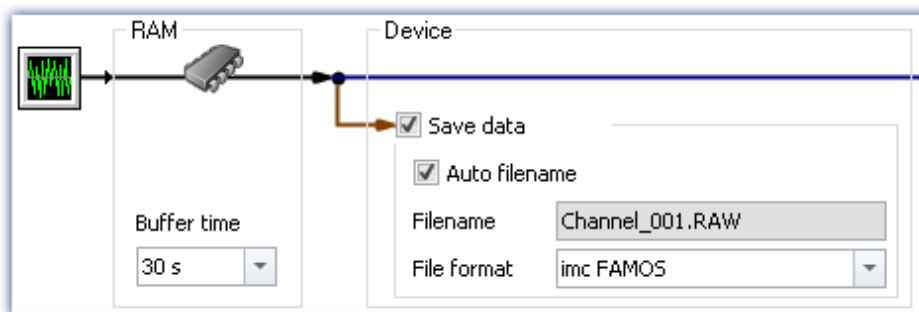 RAM
Device
Save data
Auto filename
Buffer time
Filename
Channel_001.RAW
30 s
File format
imc FAMOS